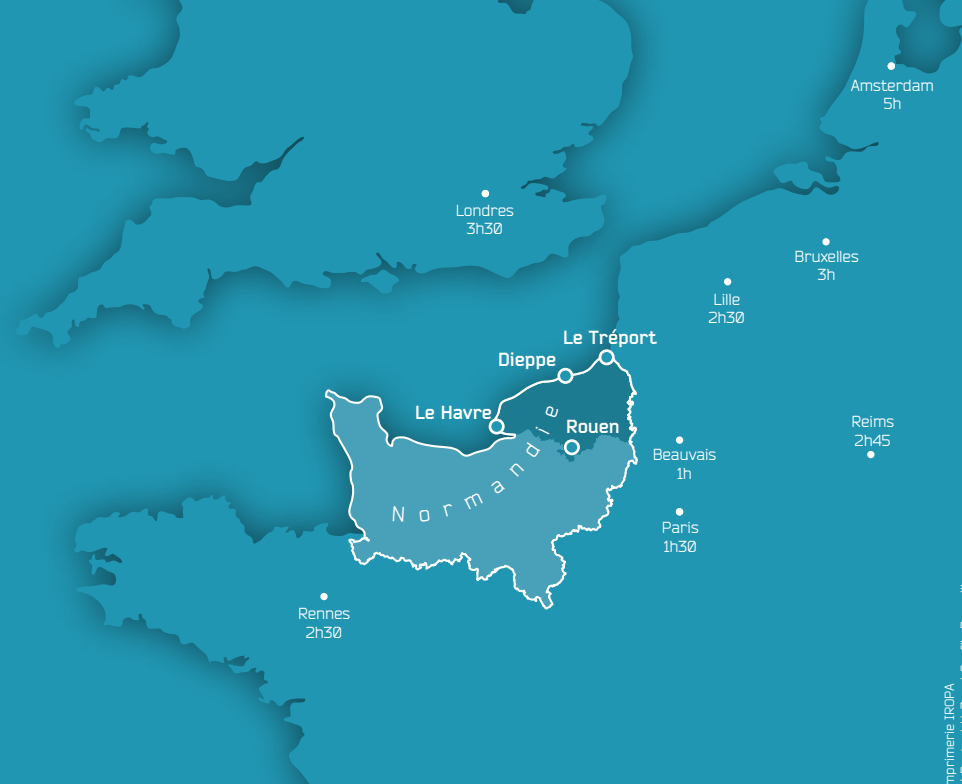 Amsterdam
5h
Londres
3h30
Bruxelles
3h
Lille
2h30
Le Tréport
Dieppe
Le Havre
Rouen
Reims
2h45
Beauvais
1h
Normandie
Paris
1h30
Rennes
2h30
mprimerie IROPA